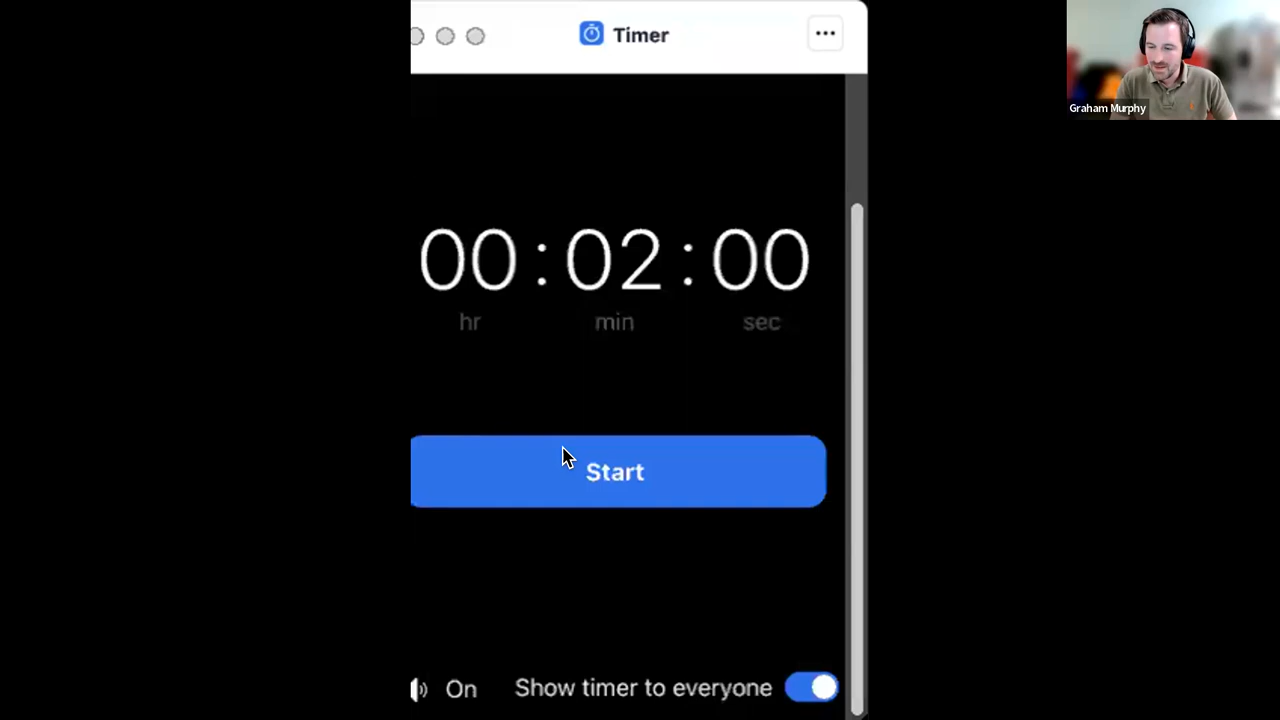 Timer
Graham Murphy
00 : 02 : 00
hr min sec
Start
On Show timer to everyone